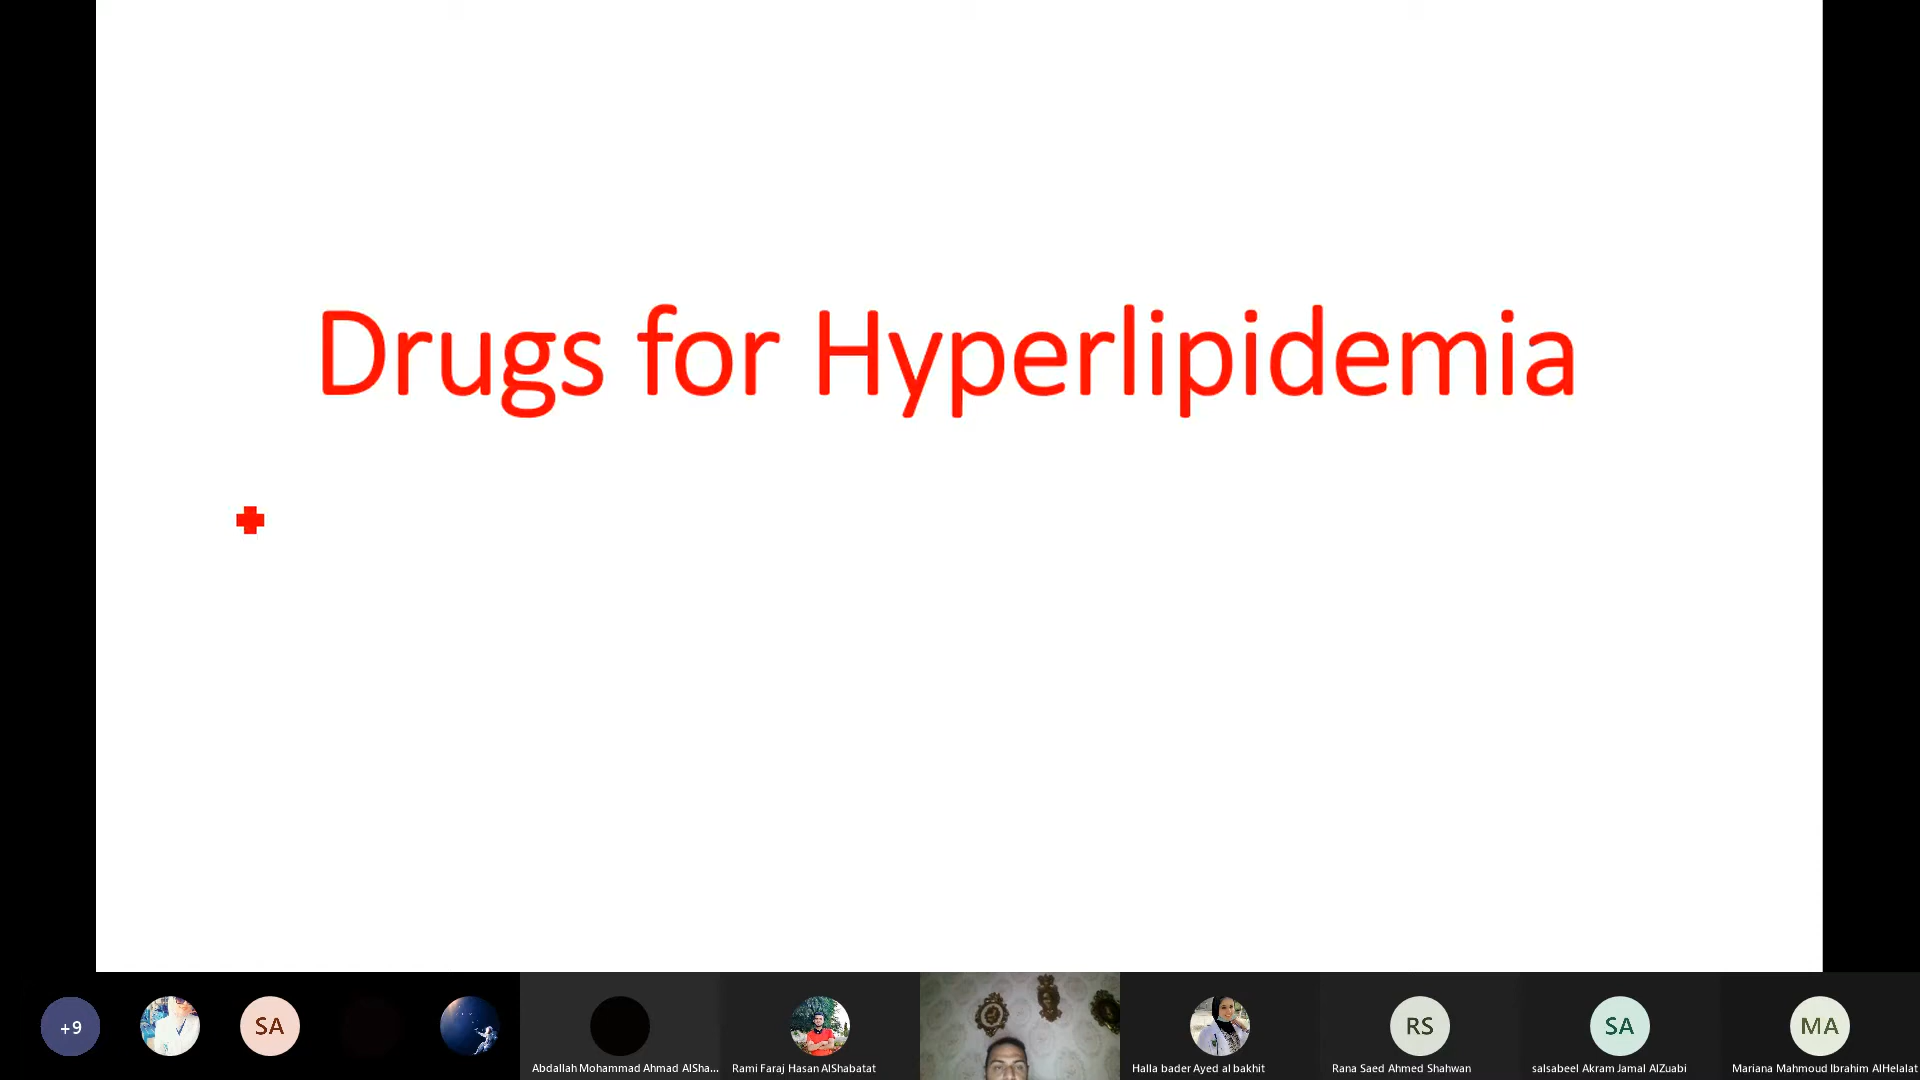 Drugs for Hyperlipidemia
+9
SA
Abdallah Mohammad Ahmad AlSha...
Rami Faraj Hasan AlShabatat
Halla bader Ayed al bakhit
RS
Rana Saed Ahmed Shahwan
SA
salsabeel Akram Jamal AlZuabi
MA
Mariana Mahmoud Ibrahim AlHelalat